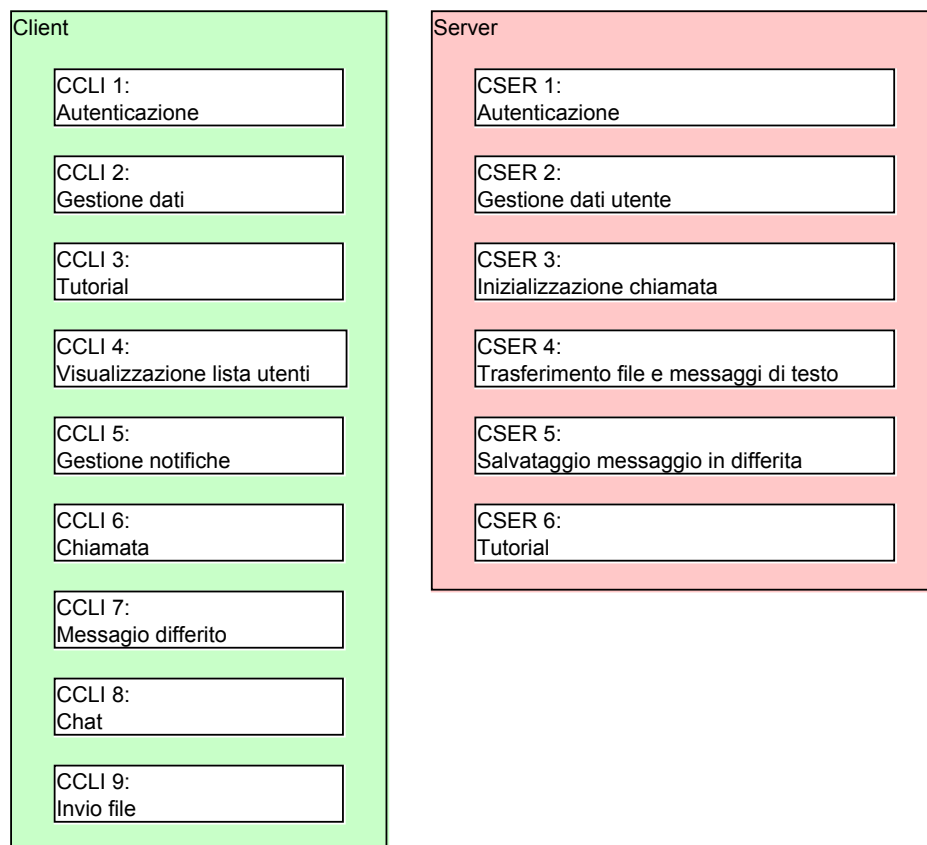 Client
CCLI 1:
Autenticazione
CCLI 2:
Gestione dati
CCLI 3:
Tutorial
CCLI 4:
Visualizzazione lista utenti
CCLI 5:
Gestione notifiche
CCLI 6:
Chiamata
CCLI 7:
Messagio differito
CCLI 8:
Chat
CCLI 9:
Invio file
Server
CSER 1:
Autenticazione
CSER 2:
Gestione dati utente
CSER 3:
Inizializzazione chiamata
CSER 4:
Trasferimento file e messaggi di testo
CSER 5:
Salvataggio messaggio in differita
CSER 6:
Tutorial